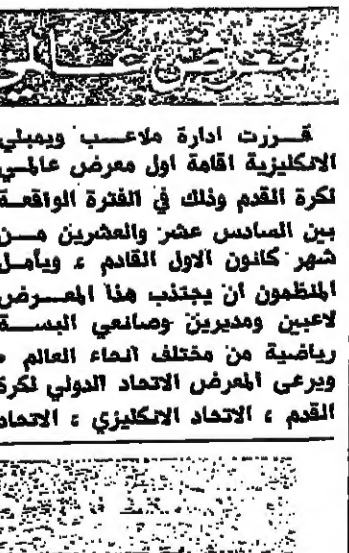 معرض عالمي
قررت ادارة ملاعب ويمبلي
الانكليزية اقامة اول معرض عالمي
لكرة القدم وذلك في الفترة الواقعة
بين السادس عشر والعشرين من
شهر كانون الاول القادم ، ويأمل
المنظمون ان يجتذب هذا المعرض
لاعبين ومديرين وصانعي البسة
رياضية من مختلف انحاء العالم ،
ويرعى المعرض الاتحاد الدولي لكرة
القدم ، الاتحاد الانكليزي ، الاتحاد